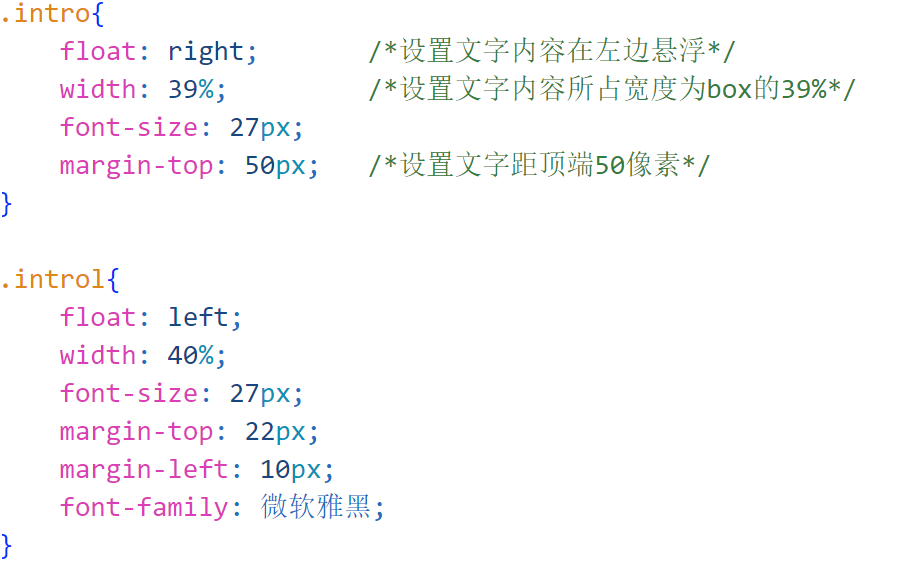 .intro{
    float: right;       /*设置文字内容在左边悬浮*/
    width: 39%;         /*设置文字内容所占宽度为box的39%*/
    font-size: 27px;
    margin-top: 50px;   /*设置文字距顶端50像素*/
}

.introl{
    float: left;
    width: 40%;
    font-size: 27px;
    margin-top: 22px;
    margin-left: 10px;
    font-family: 微软雅黑;
}